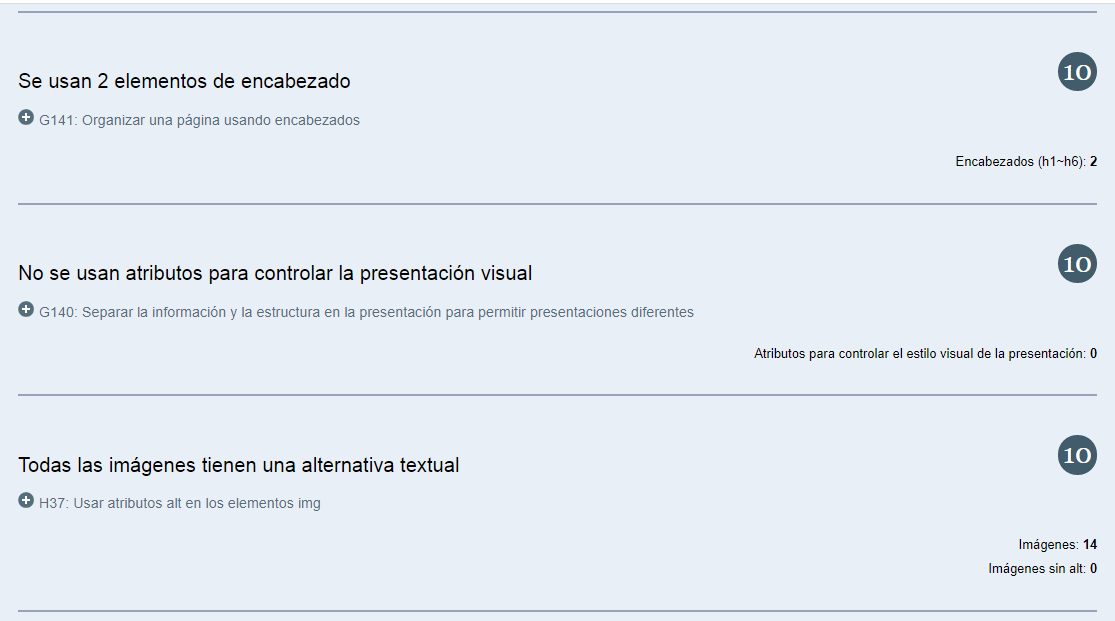 10
Se usan 2 elementos de encabezado
G141: Organizar una página usando encabezados
Encabezados (h1~h6): 2
10
No se usan atributos para controlar la presentación visual
G140: Separar la información y la estructura en la presentación para permitir presentaciones diferentes
Atributos para controlar el estilo visual de la presentación: 0
10
Todas las imágenes tienen una alternativa textual
H37: Usar atributos alt en los elementos img
Imágenes: 14
Imágenes sin alt: 0